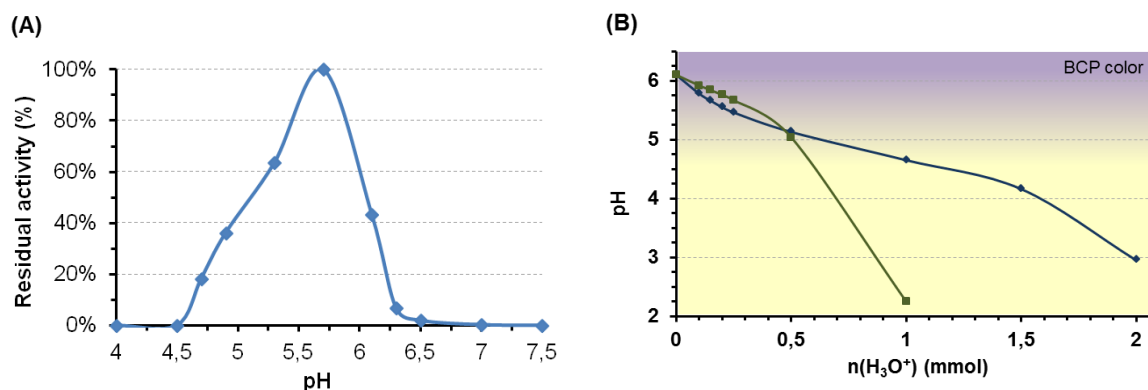 (A)
100%
80%
60%
40%
20%
0%
Residual activity (%)
4 4,5 5 5,5 6 6,5 7 7,5
pH
(B)
BCP color
6
5
4
3
2
pH
0 0,5 1 1,5 2
n(H₃O⁺) (mmol)